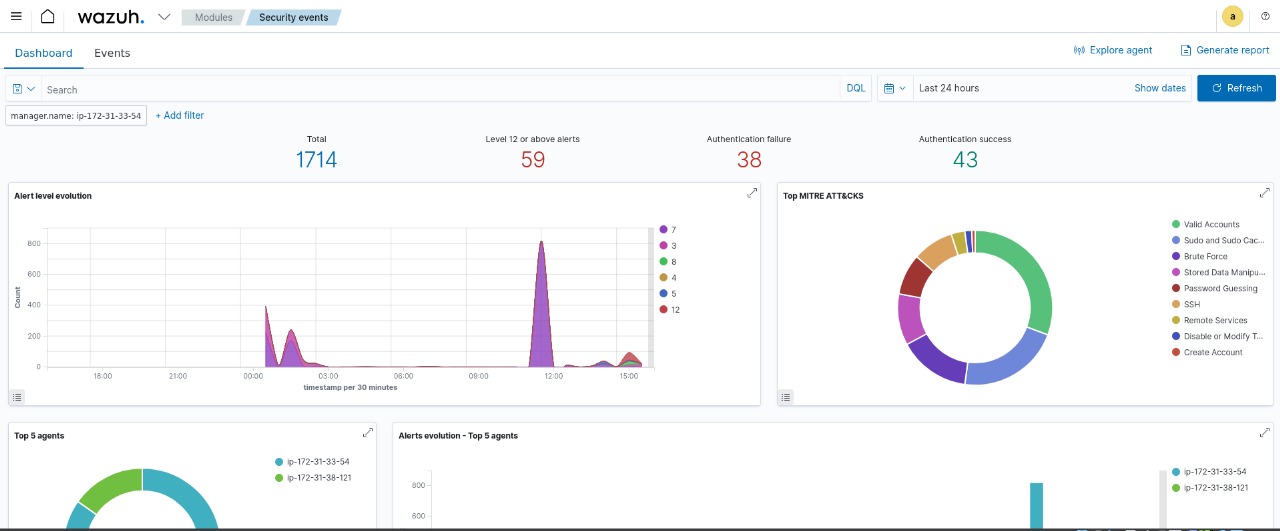 wazuh.
Modules
Security events
a
Dashboard
Events
Explore agent
Generate report
Search
DQL
Last 24 hours
Show dates
Refresh
manager.name: ip-172-31-33-54
+ Add filter
Total
1714
Level 12 or above alerts
59
Authentication failure
38
Authentication success
43
Alert level evolution
Count
800
600
400
200
0
18:00
21:00
00:00
03:00
06:00
09:00
12:00
15:00
timestamp per 30 minutes
7
3
8
4
5
12
Top MITRE ATT&CKS
Valid Accounts
Sudo and Sudo Cac...
Brute Force
Stored Data Manipu...
Password Guessing
SSH
Remote Services
Disable or Modify T...
Create Account
Top 5 agents
ip-172-31-33-54
ip-172-31-38-121
Alerts evolution - Top 5 agents
800
600
ip-172-31-33-54
ip-172-31-38-121